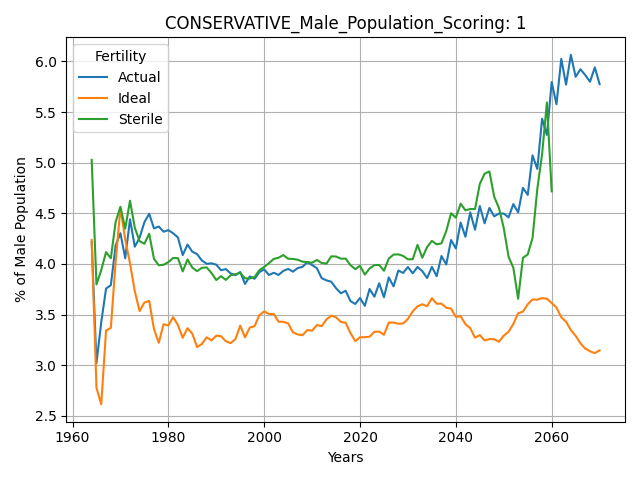 CONSERVATIVE_Male_Population_Scoring: 1
Fertility
Actual
Ideal
Sterile
% of Male Population
6.0
5.5
5.0
4.5
4.0
3.5
3.0
2.5
1960 1980 2000 2020 2040 2060
Years